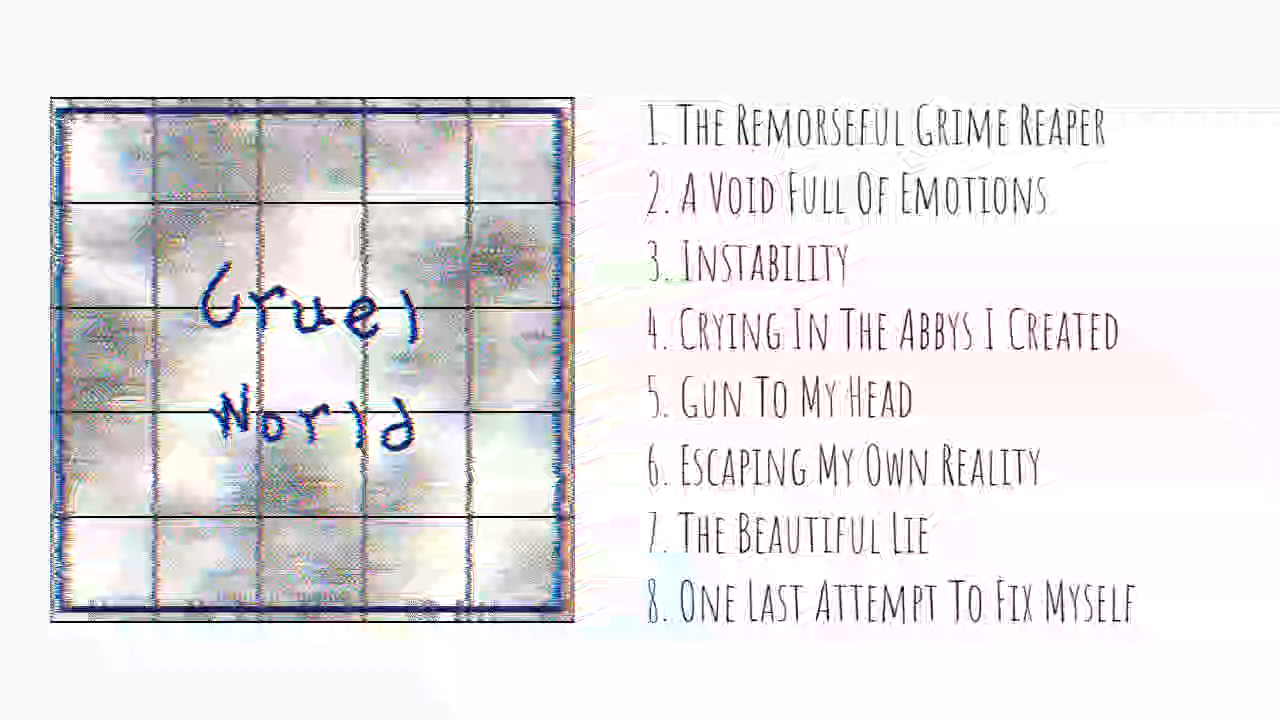 Cruel
World
1. The Remorseful Grime Reaper
2. A Void Full Of Emotions
3. Instability
4. Crying In The Abbys I Created
5. Gun To My Head
6. Escaping My Own Reality
7. The Beautiful Lie
8. One Last Attempt To Fix Myself